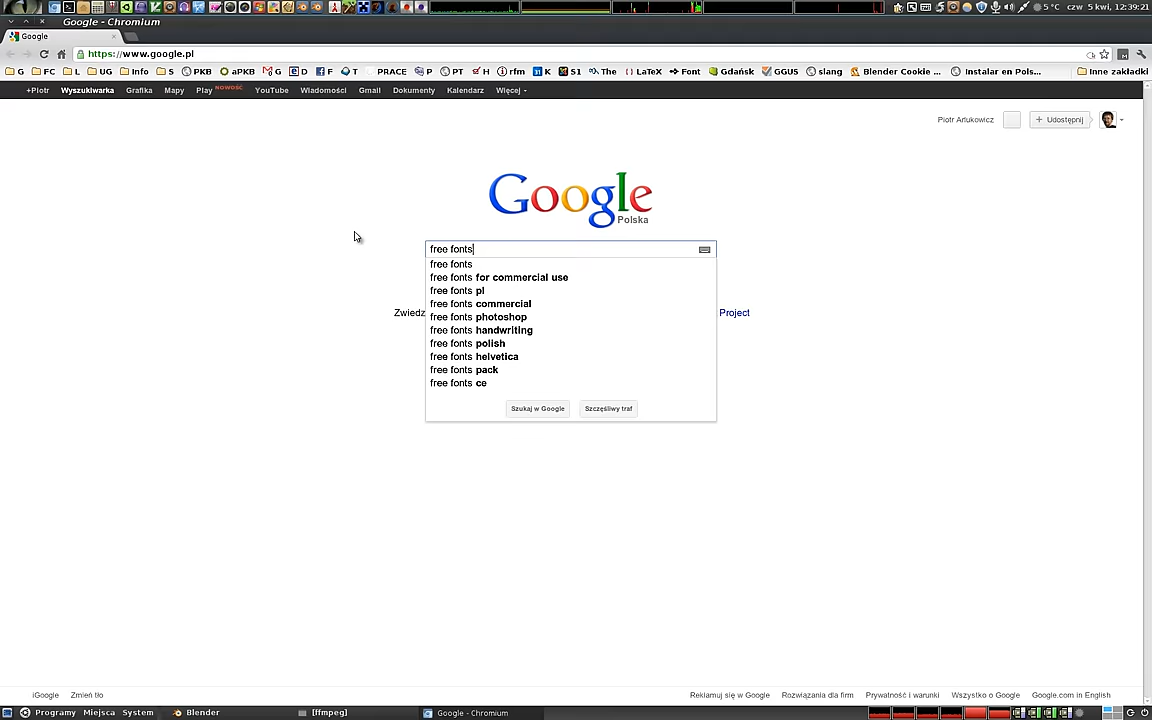 5 °C czw 5 kwi, 12:39:21
Google - Chromium
Google
https://www.google.pl
G FC L UG Info S PKB aPKB G D F T PRACE P PT H rfm K S1 The LaTeX Font Gdańsk GGUS slang Blender Cookie ... Instalar en Pols... Inne zakładki
+Piotr Wyszukiwarka Grafika Mapy Play NOWOŚĆ YouTube Wiadomości Gmail Dokumenty Kalendarz Więcej
Piotr Arłukowicz + Udostępnij
Google
Polska
free fonts
free fonts
free fonts for commercial use
free fonts pl
free fonts commercial
Zwiedz Project
free fonts photoshop
free fonts handwriting
free fonts polish
free fonts helvetica
free fonts pack
free fonts ce
Szukaj w Google Szczęśliwy traf
iGoogle Zmień tło Reklamuj się w Google Rozwiązania dla firm Prywatność i warunki Wszystko o Google Google.com in English
Programy Miejsca System Blender [ffmpeg] Google - Chromium